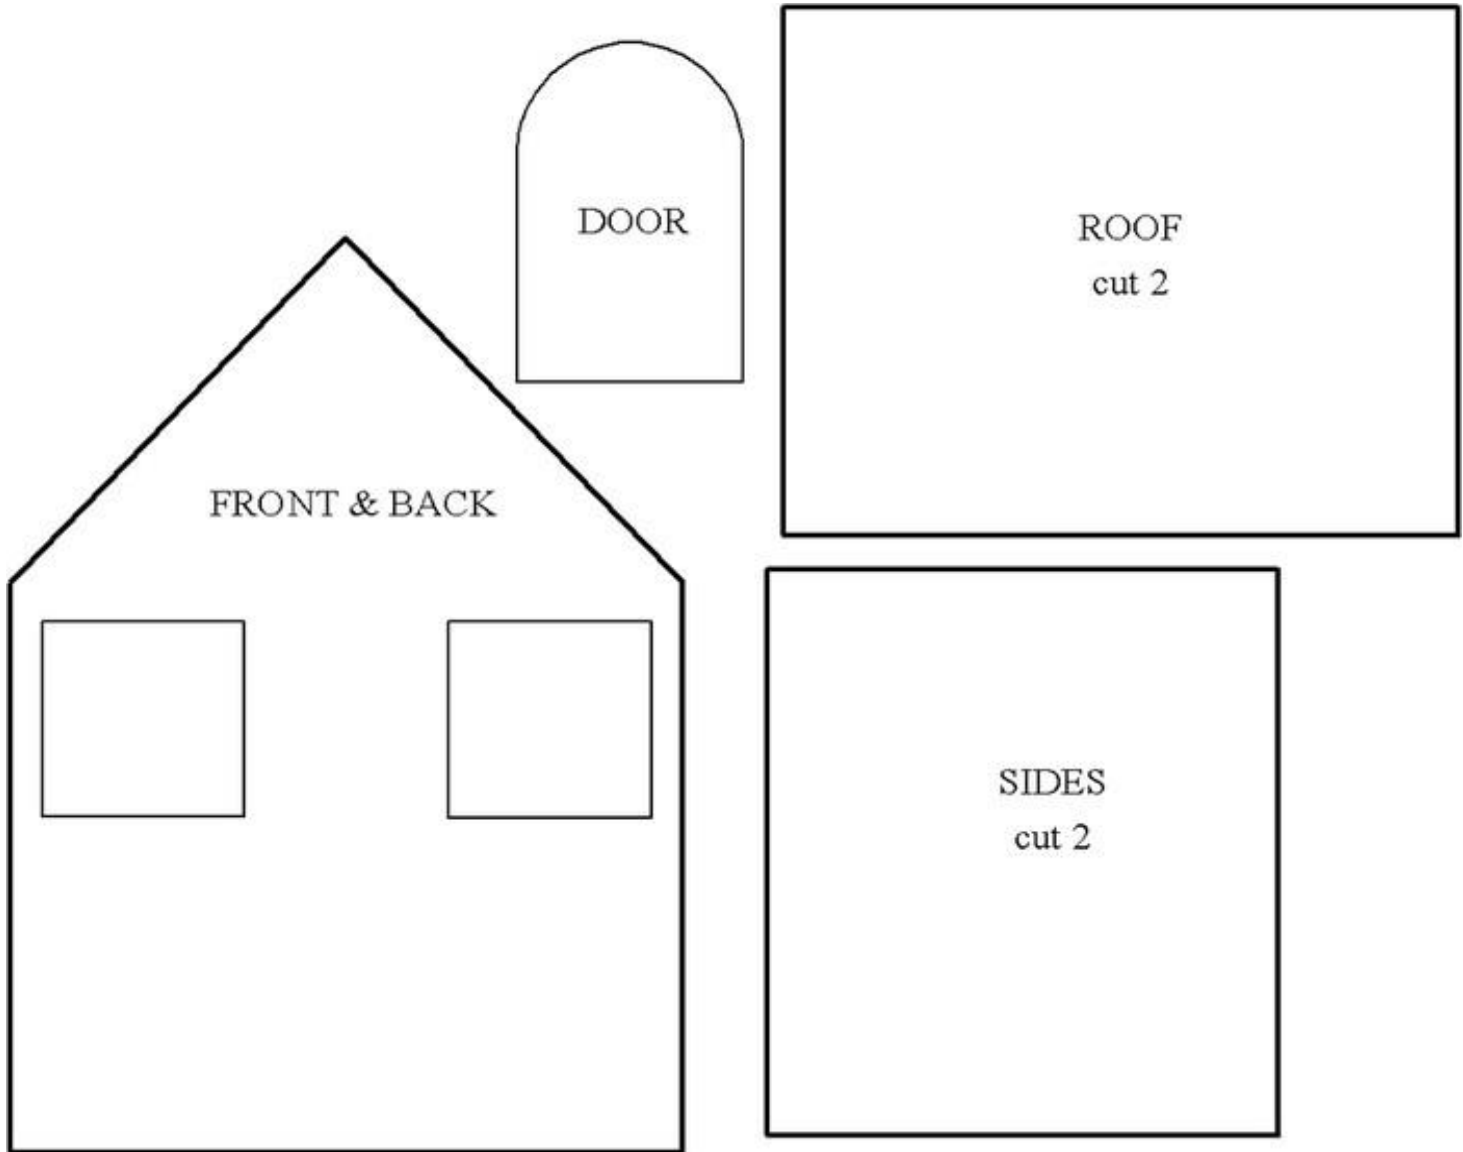 DOOR
ROOF
cut 2
FRONT & BACK
SIDES
cut 2